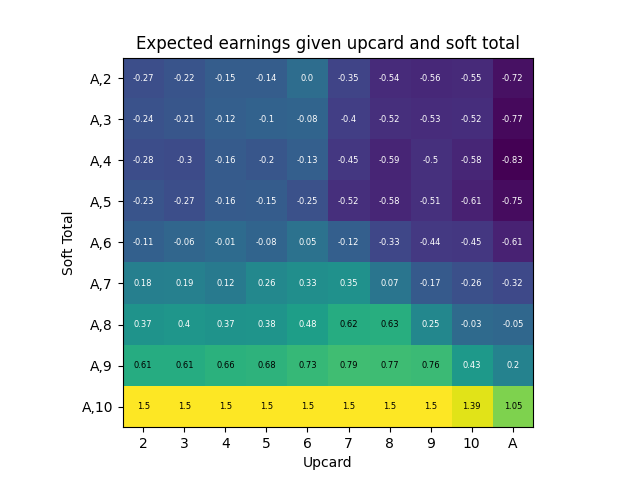 Expected earnings given upcard and soft total
A,2 -0.27 -0.22 -0.15 -0.14 0.0 -0.35 -0.54 -0.56 -0.55 -0.72
A,3 -0.24 -0.21 -0.12 -0.1 -0.08 -0.4 -0.52 -0.53 -0.52 -0.77
A,4 -0.28 -0.3 -0.16 -0.2 -0.13 -0.45 -0.59 -0.5 -0.58 -0.83
A,5 -0.23 -0.27 -0.16 -0.15 -0.25 -0.52 -0.58 -0.51 -0.61 -0.75
A,6 -0.11 -0.06 -0.01 -0.08 0.05 -0.12 -0.33 -0.44 -0.45 -0.61
A,7 0.18 0.19 0.12 0.26 0.33 0.35 0.07 -0.17 -0.26 -0.32
A,8 0.37 0.4 0.37 0.38 0.48 0.62 0.63 0.25 -0.03 -0.05
A,9 0.61 0.61 0.66 0.68 0.73 0.79 0.77 0.76 0.43 0.2
A,10 1.5 1.5 1.5 1.5 1.5 1.5 1.5 1.5 1.39 1.05
2 3 4 5 6 7 8 9 10 A
Upcard
Soft Total